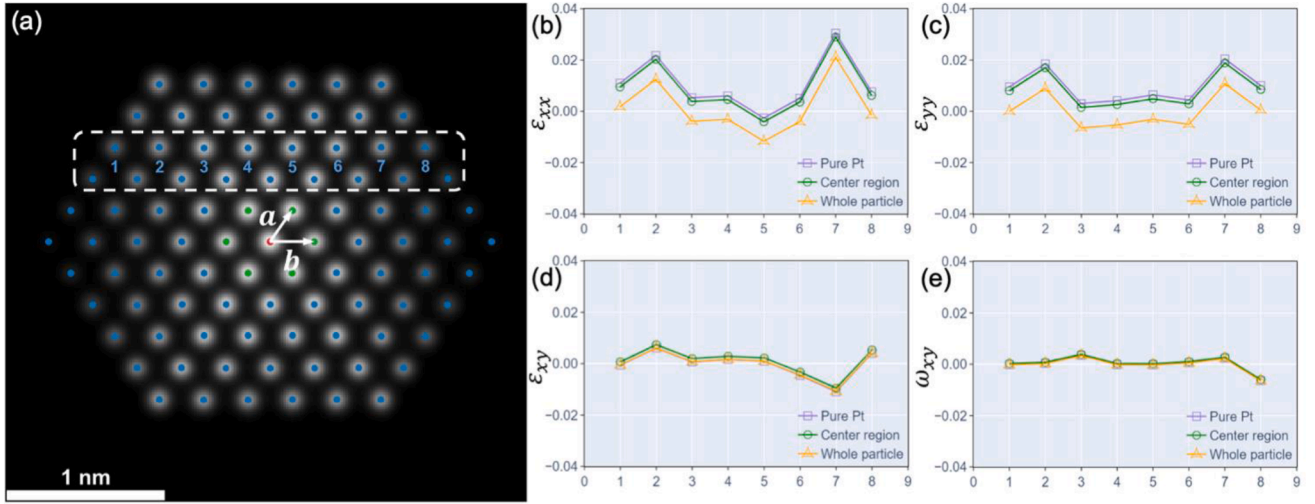 (a)
1 2 3 4 5 6 7 8
a
b
1 nm
(b)
0.04
0.02
0.00
−0.02
−0.04
εxx
Pure Pt
Center region
Whole particle
0 1 2 3 4 5 6 7 8 9
(c)
0.04
0.02
0.00
−0.02
−0.04
εyy
Pure Pt
Center region
Whole particle
0 1 2 3 4 5 6 7 8 9
(d)
0.04
0.02
0.00
−0.02
−0.04
εxy
Pure Pt
Center region
Whole particle
0 1 2 3 4 5 6 7 8 9
(e)
0.04
0.02
0.00
−0.02
−0.04
ωxy
Pure Pt
Center region
Whole particle
0 1 2 3 4 5 6 7 8 9